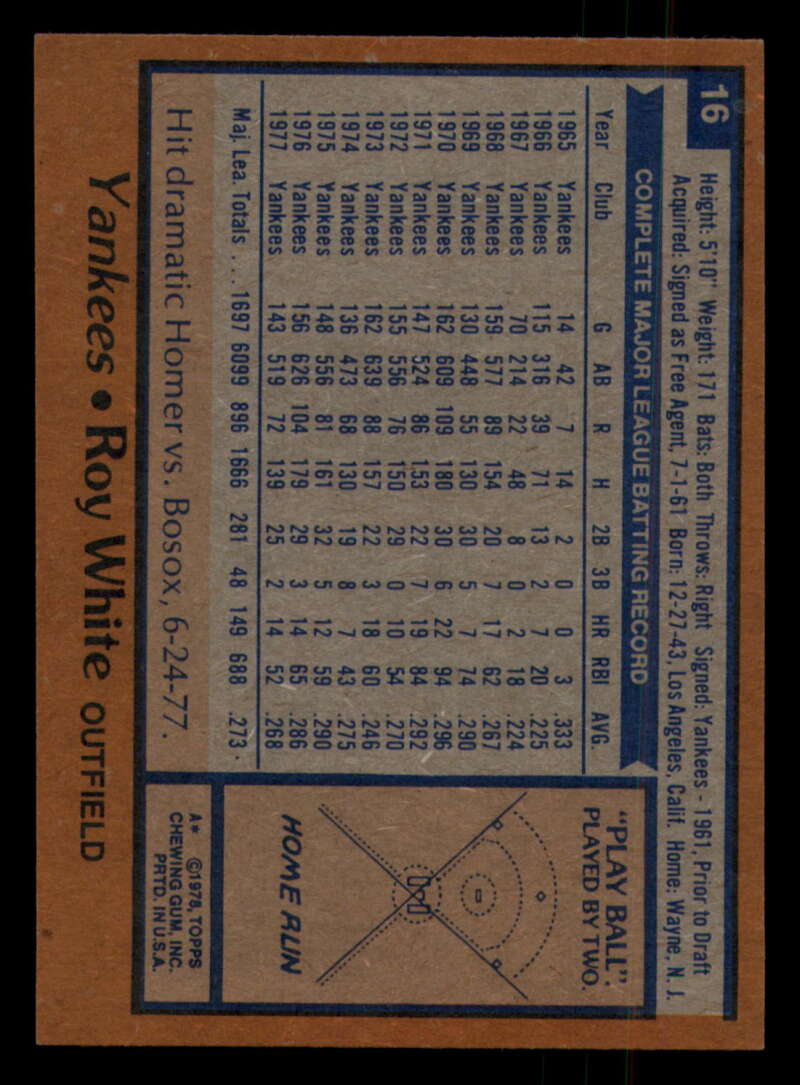 16
Height: 5'10" Weight: 171 Bats: Both Throws: Right Signed: Yankees - 1961, Prior to Draft
Acquired: Signed as Free Agent, 7-1-61 Born: 12-27-43, Los Angeles, Calif. Home: Wayne, N. J.
COMPLETE MAJOR LEAGUE BATTING RECORD
Year Club G AB R H 2B 3B HR RBI AVG.
1965 Yankees 14 42 7 14 2 0 0 3 .333
1966 Yankees 115 316 39 71 13 2 7 20 .225
1967 Yankees 70 214 22 48 8 0 2 18 .224
1968 Yankees 159 577 89 154 20 7 17 62 .267
1969 Yankees 130 448 55 130 30 5 7 74 .290
1970 Yankees 162 609 109 180 30 6 22 94 .296
1971 Yankees 147 524 86 153 22 7 19 84 .292
1972 Yankees 155 556 76 150 29 0 10 54 .270
1973 Yankees 162 639 88 157 22 3 18 60 .246
1974 Yankees 136 473 68 130 19 8 7 43 .275
1975 Yankees 148 556 81 161 32 5 12 59 .290
1976 Yankees 156 626 104 179 29 3 14 65 .286
1977 Yankees 143 519 72 139 25 2 14 52 .268
Maj. Lea. Totals . . . 1697 6099 896 1666 281 48 149 688 .273
Hit dramatic Homer vs. Bosox, 6-24-77.
"PLAY BALL".
PLAYED BY TWO.
HOME RUN
A* ©1978, TOPPS
CHEWING GUM, INC.
PRTD. IN U.S.A.
Yankees • Roy White OUTFIELD